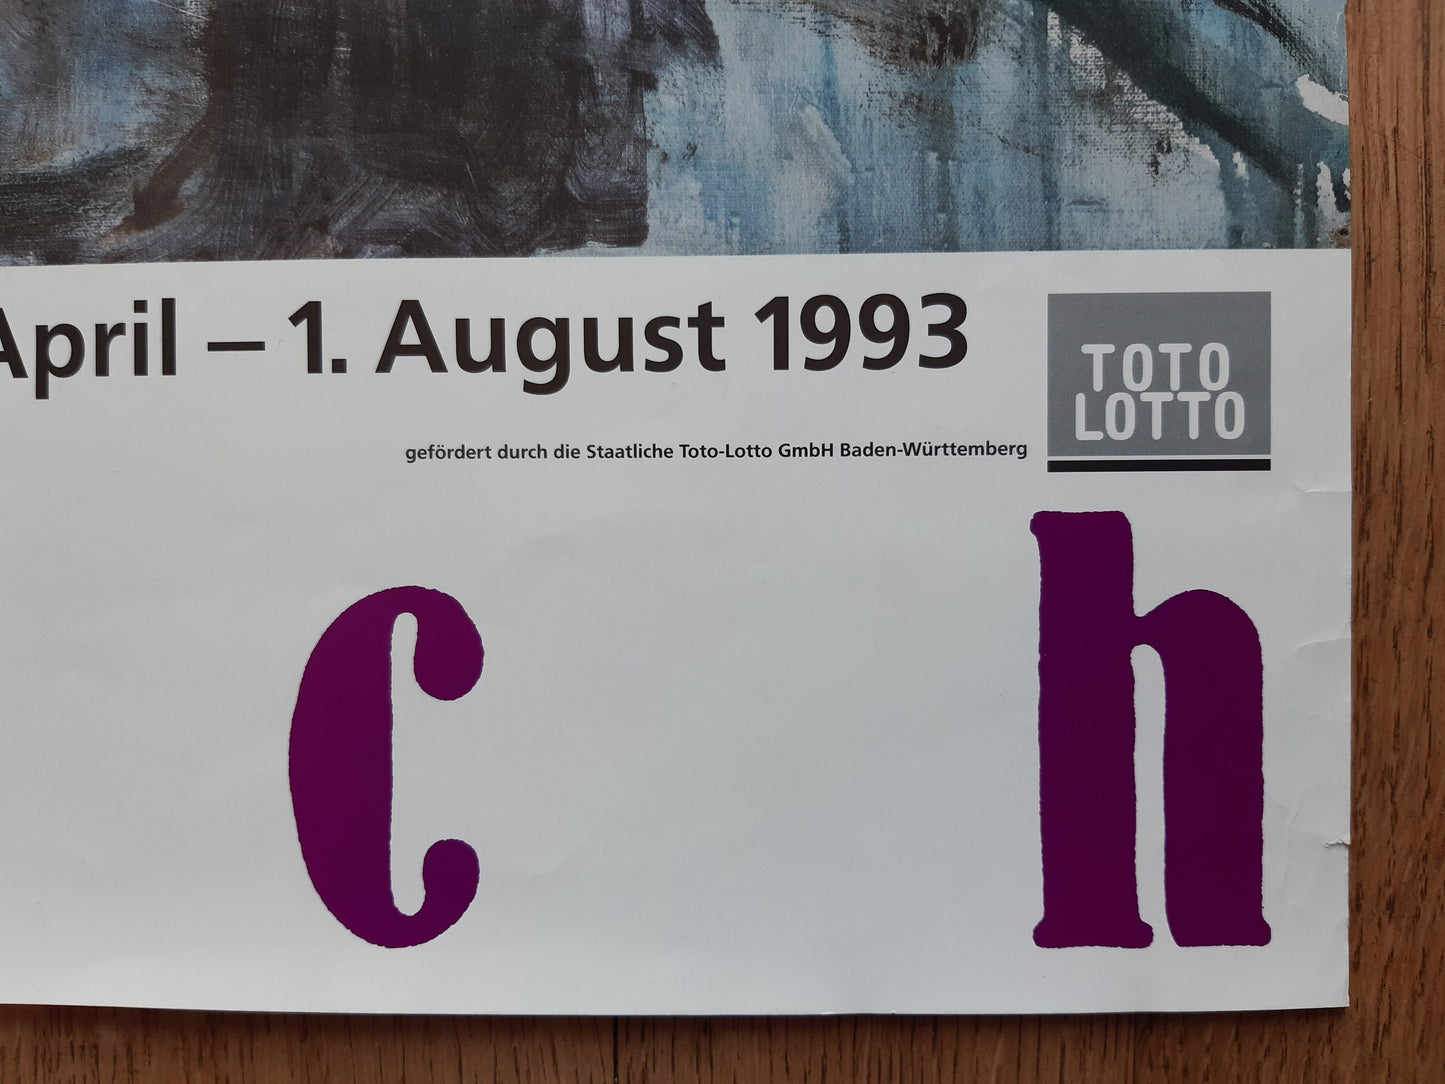 April – 1. August 1993
TOTO
LOTTO
gefördert durch die Staatliche Toto-Lotto GmbH Baden-Württemberg
c h